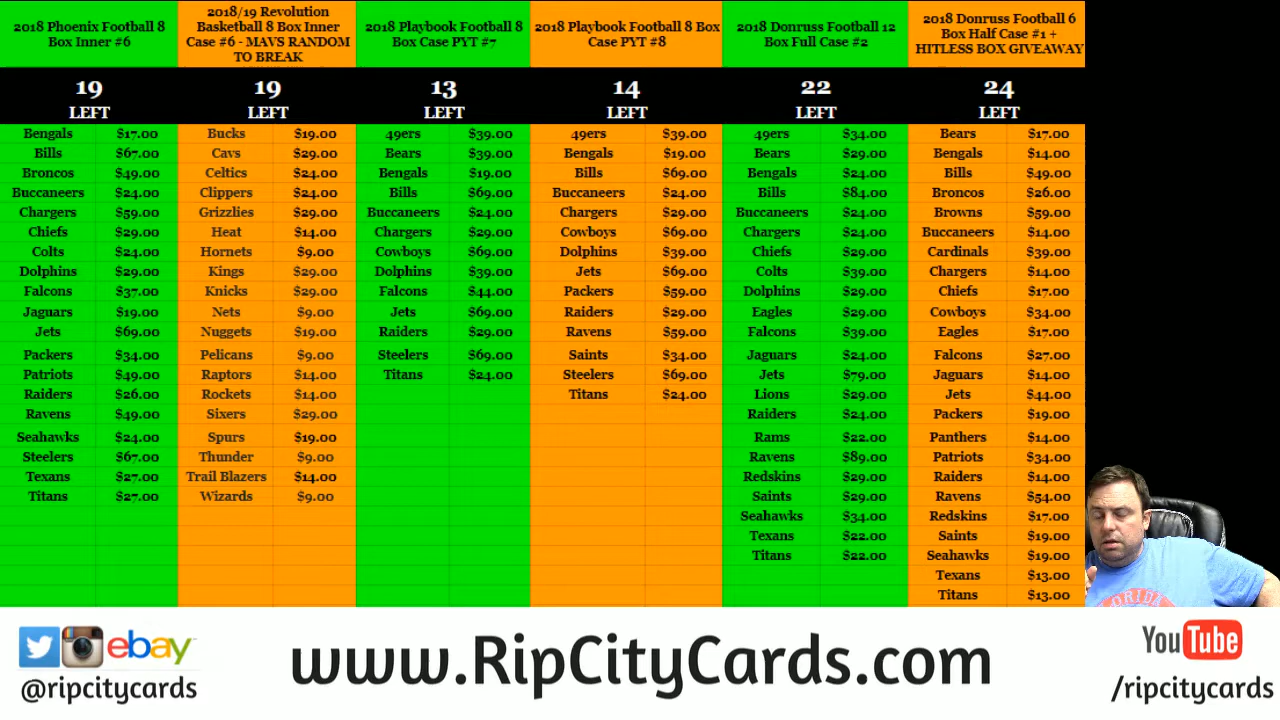 2018 Phoenix Football 8
Box Inner #6
19
LEFT
Bengals $17.00
Bills $67.00
Broncos $49.00
Buccaneers $24.00
Chargers $59.00
Chiefs $29.00
Colts $24.00
Dolphins $29.00
Falcons $37.00
Jaguars $19.00
Jets $69.00
Packers $34.00
Patriots $49.00
Raiders $26.00
Ravens $49.00
Seahawks $24.00
Steelers $67.00
Texans $27.00
Titans $27.00
2018/19 Revolution
Basketball 8 Box Inner
Case #6 - MAVS RANDOM
TO BREAK
19
LEFT
Bucks $19.00
Cavs $29.00
Celtics $24.00
Clippers $24.00
Grizzlies $29.00
Heat $14.00
Hornets $9.00
Kings $29.00
Knicks $29.00
Nets $9.00
Nuggets $19.00
Pelicans $9.00
Raptors $14.00
Rockets $14.00
Sixers $29.00
Spurs $19.00
Thunder $9.00
Trail Blazers $14.00
Wizards $9.00
2018 Playbook Football 8
Box Case PYT #7
13
LEFT
49ers $39.00
Bears $39.00
Bengals $19.00
Bills $69.00
Buccaneers $24.00
Chargers $29.00
Cowboys $69.00
Dolphins $39.00
Falcons $44.00
Jets $69.00
Raiders $29.00
Steelers $69.00
Titans $24.00
2018 Playbook Football 8 Box
Case PYT #8
14
LEFT
49ers $39.00
Bengals $19.00
Bills $69.00
Buccaneers $24.00
Chargers $29.00
Cowboys $69.00
Dolphins $39.00
Jets $69.00
Packers $59.00
Raiders $29.00
Ravens $59.00
Saints $34.00
Steelers $69.00
Titans $24.00
2018 Donruss Football 12
Box Full Case #2
22
LEFT
49ers $34.00
Bears $29.00
Bengals $24.00
Bills $84.00
Buccaneers $24.00
Chargers $24.00
Chiefs $29.00
Colts $39.00
Dolphins $29.00
Eagles $29.00
Falcons $39.00
Jaguars $24.00
Jets $79.00
Lions $29.00
Raiders $24.00
Rams $22.00
Ravens $89.00
Redskins $29.00
Saints $29.00
Seahawks $34.00
Texans $22.00
Titans $22.00
2018 Donruss Football 6
Box Half Case #1 +
HITLESS BOX GIVEAWAY
24
LEFT
Bears $17.00
Bengals $14.00
Bills $49.00
Broncos $26.00
Browns $59.00
Buccaneers $14.00
Cardinals $39.00
Chargers $14.00
Chiefs $17.00
Cowboys $34.00
Eagles $17.00
Falcons $27.00
Jaguars $14.00
Jets $44.00
Packers $19.00
Panthers $14.00
Patriots $34.00
Raiders $14.00
Ravens $54.00
Redskins $17.00
Saints $19.00
Seahawks $19.00
Texans $13.00
Titans $13.00
ebay
@ripcitycards
www.RipCityCards.com
YouTube
/ripcitycards